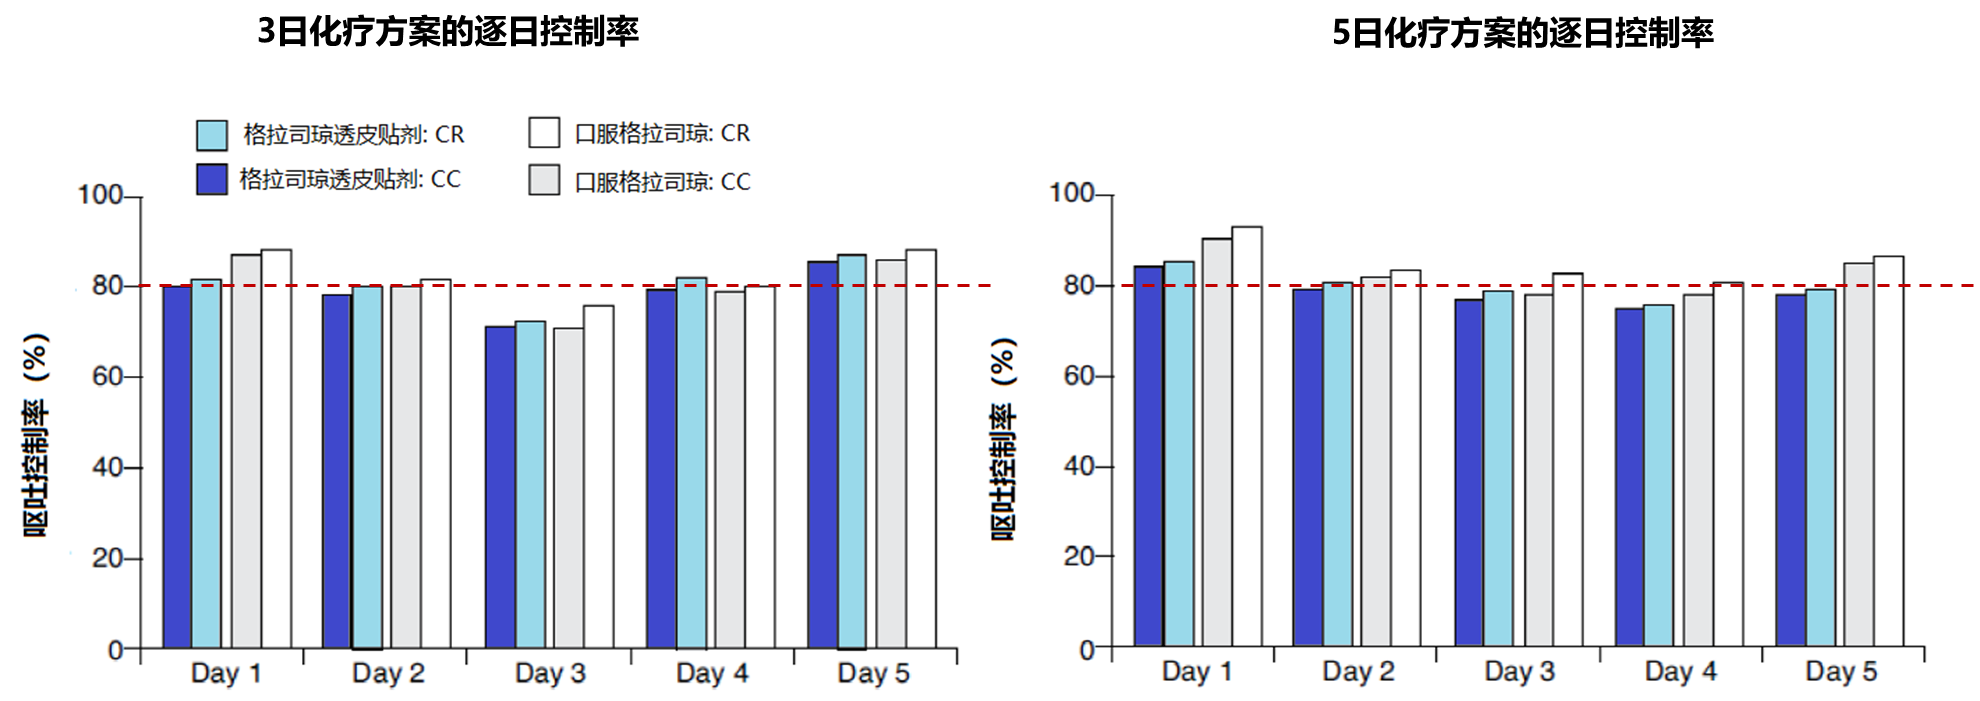 3日化疗方案的逐日控制率
格拉司琼透皮贴剂: CR
口服格拉司琼: CR
格拉司琼透皮贴剂: CC
口服格拉司琼: CC
呕吐控制率 (%)
100
80
60
40
20
0
Day 1
Day 2
Day 3
Day 4
Day 5
5日化疗方案的逐日控制率
呕吐控制率 (%)
100
80
60
40
20
0
Day 1
Day 2
Day 3
Day 4
Day 5